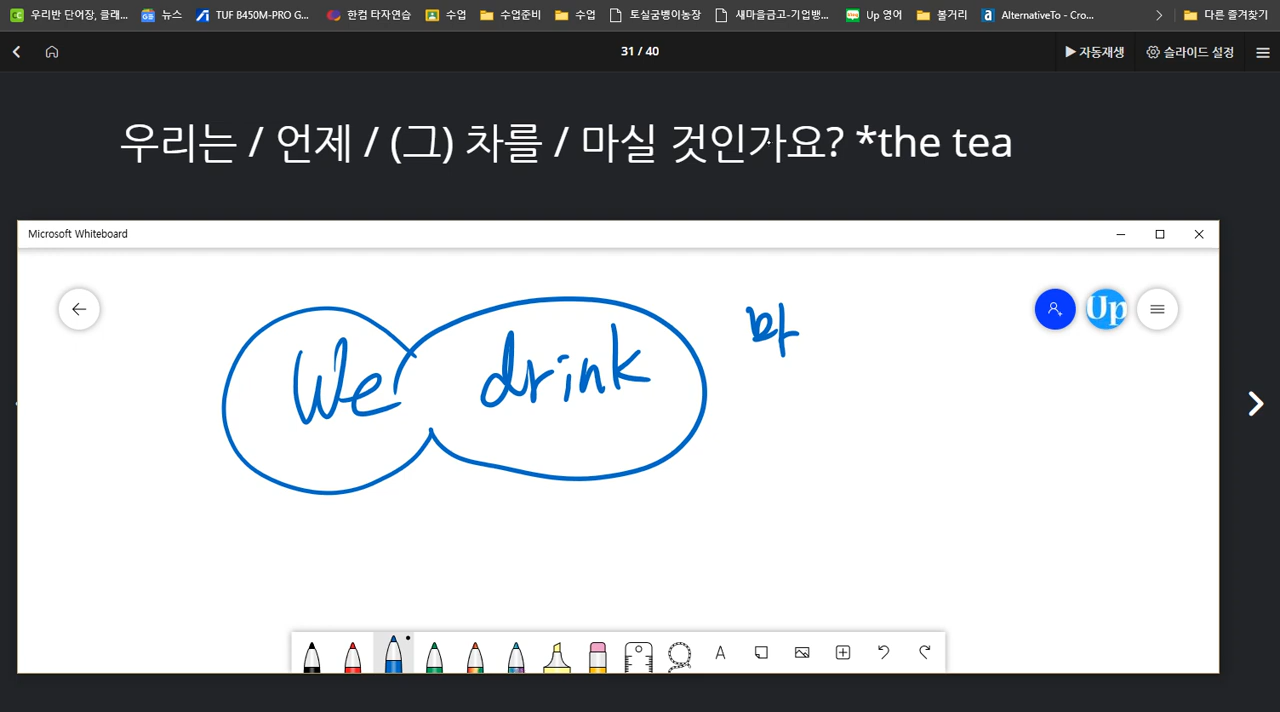 우리반 단어장, 클래... 뉴스 TUF B450M-PRO G... 한컴 타자연습 수업 수업준비 수업 토실굼벵이농장 새마을금고-기업뱅... Up 영어 볼거리 AlternativeTo - Cro... 다른 즐겨찾기
31 / 40 자동재생 슬라이드 설정
우리는 / 언제 / (그) 차를 / 마실 것인가요? *the tea
Microsoft Whiteboard
Up
We drink 마